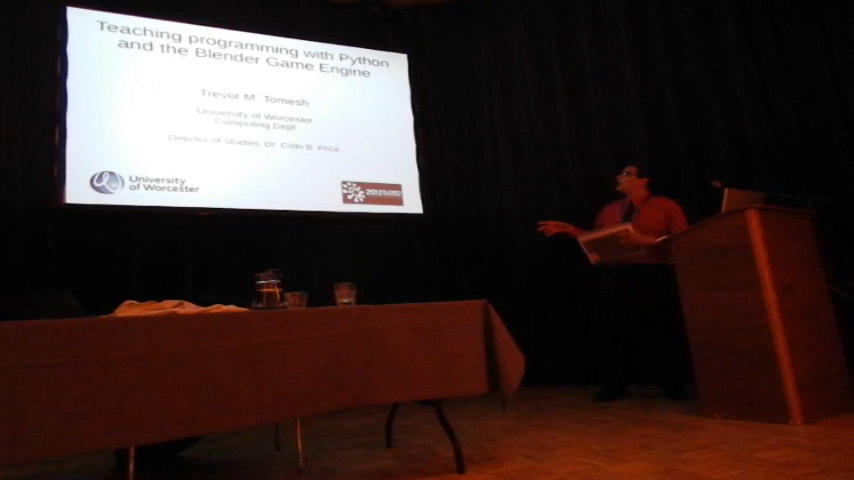 Teaching programming with Python
and the Blender Game Engine
Trevor M. Tomesh
University of Worcester
Computing Dept.
Director of Studies: Dr. Colin B. Price
University
of Worcester